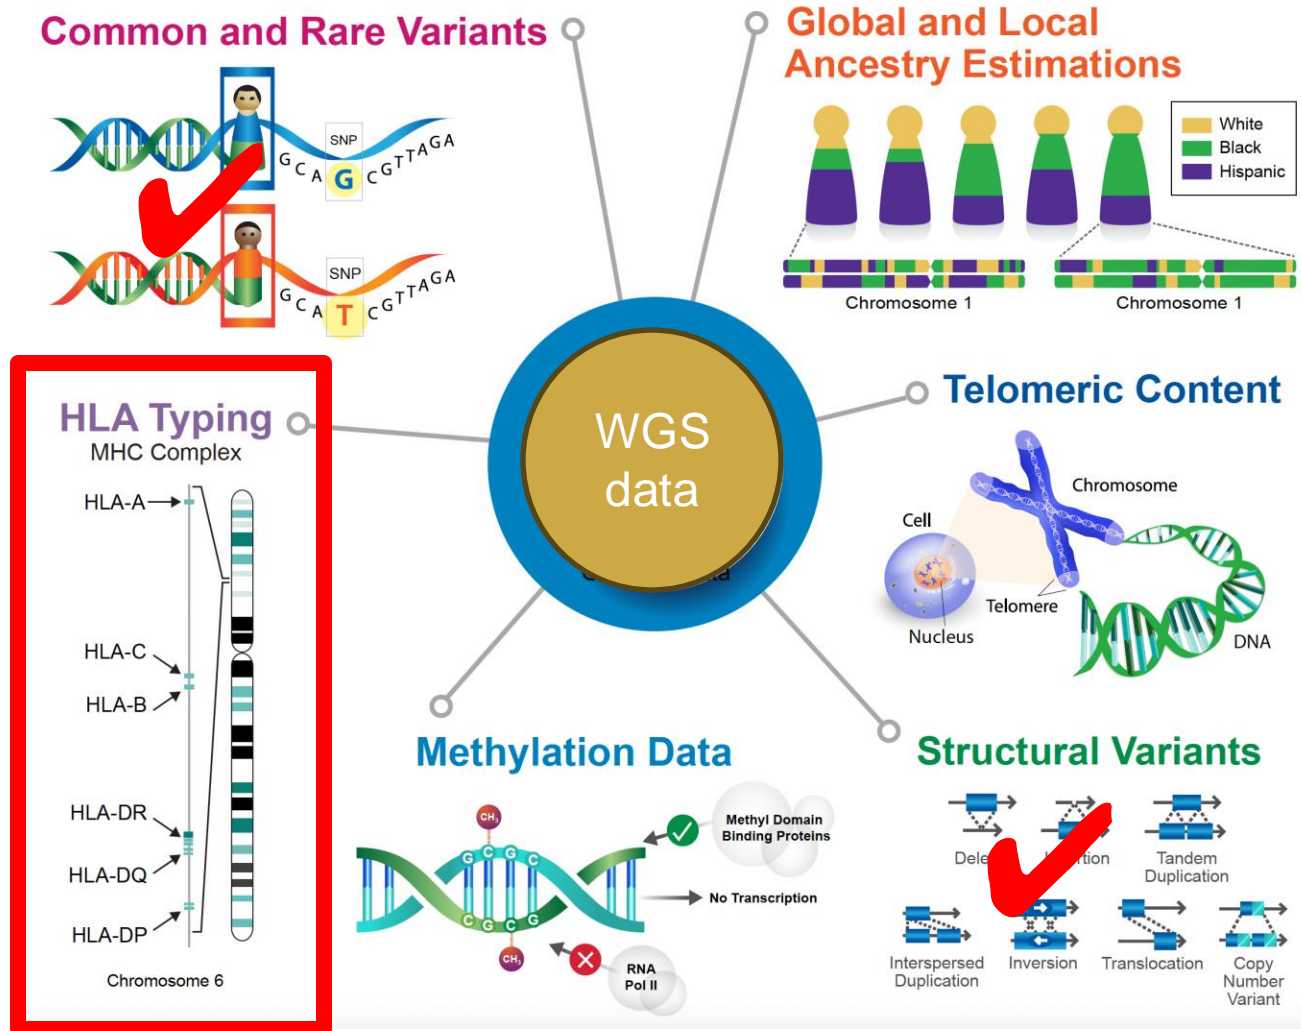 Common and Rare Variants
SNP
GCAGCGTTAGA
SNP
GCATCGTTAGA
Global and Local
Ancestry Estimations
White
Black
Hispanic
Chromosome 1
Chromosome 1
HLA Typing
MHC Complex
HLA-A
HLA-C
HLA-B
HLA-DR
HLA-DQ
HLA-DP
Chromosome 6
WGS
data
Telomeric Content
Chromosome
Cell
Telomere
Nucleus
DNA
Methylation Data
CH3
Methyl Domain
Binding Proteins
GCGC
No Transcription
CGCG
CH3
RNA
Pol II
Structural Variants
Tandem
Duplication
Interspersed
Duplication
Inversion
Translocation
Copy
Number
Variant